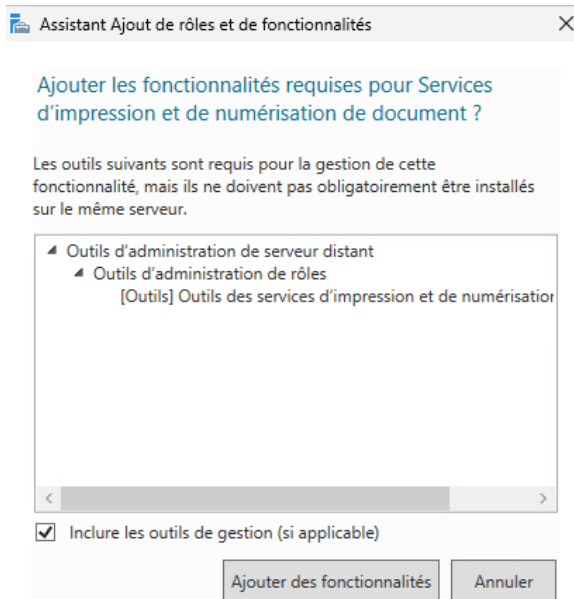 Assistant Ajout de rôles et de fonctionnalités
Ajouter les fonctionnalités requises pour Services
d’impression et de numérisation de document ?
Les outils suivants sont requis pour la gestion de cette
fonctionnalité, mais ils ne doivent pas obligatoirement être installés
sur le même serveur.
Outils d’administration de serveur distant
Outils d’administration de rôles
[Outils] Outils des services d’impression et de numérisation
Inclure les outils de gestion (si applicable)
Ajouter des fonctionnalités Annuler